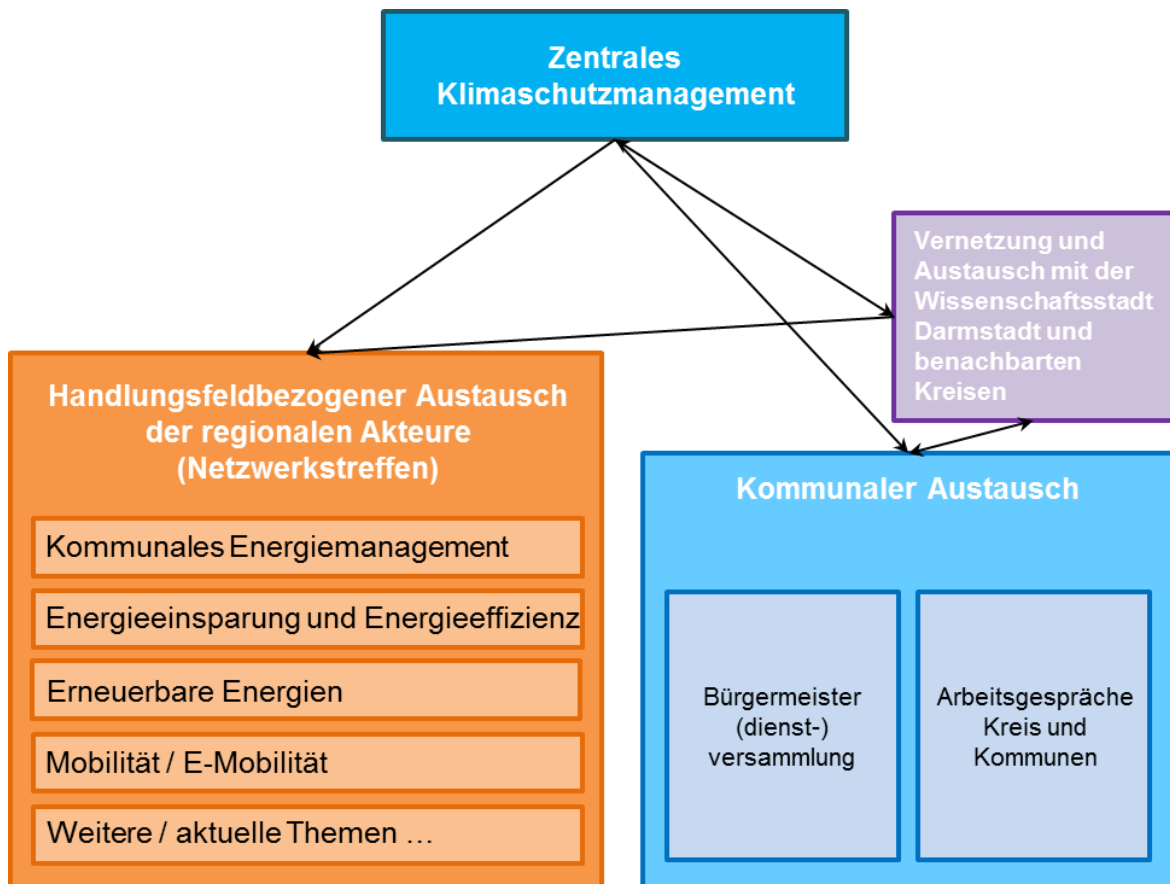 Zentrales
Klimaschutzmanagement
Vernetzung und
Austausch mit der
Wissenschaftsstadt
Darmstadt und
benachbarten
Kreisen
Handlungsfeldbezogener Austausch
der regionalen Akteure
(Netzwerkstreffen)
Kommunales Energiemanagement
Energieeinsparung und Energieeffizienz
Erneuerbare Energien
Mobilität / E-Mobilität
Weitere / aktuelle Themen …
Kommunaler Austausch
Bürgermeister
(dienst-)
versammlung
Arbeitsgespräche
Kreis und
Kommunen